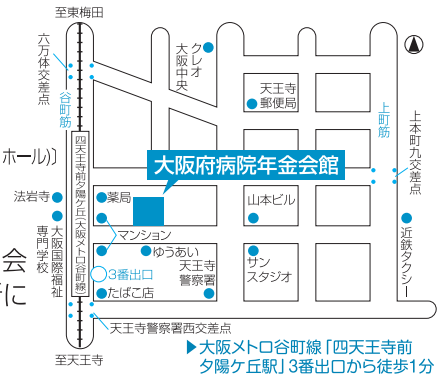 至東梅田
六万体交差点
谷町筋
クレオ
大阪中央
天王寺
郵便局
上町筋
上本町九交差点
ホール)〕
四天王寺前夕陽ケ丘(大阪メトロ谷町線)
大阪府病院年金会館
法岩寺
薬局
山本ビル
マンション
大阪国際福祉
専門学校
ゆうあい
天王寺
警察署
サン
スタジオ
近鉄タクシー
会
に
3番出口
たばこ店
天王寺警察署西交差点
至天王寺
▶大阪メトロ谷町線「四天王寺前
夕陽ケ丘駅」3番出口から徒歩1分